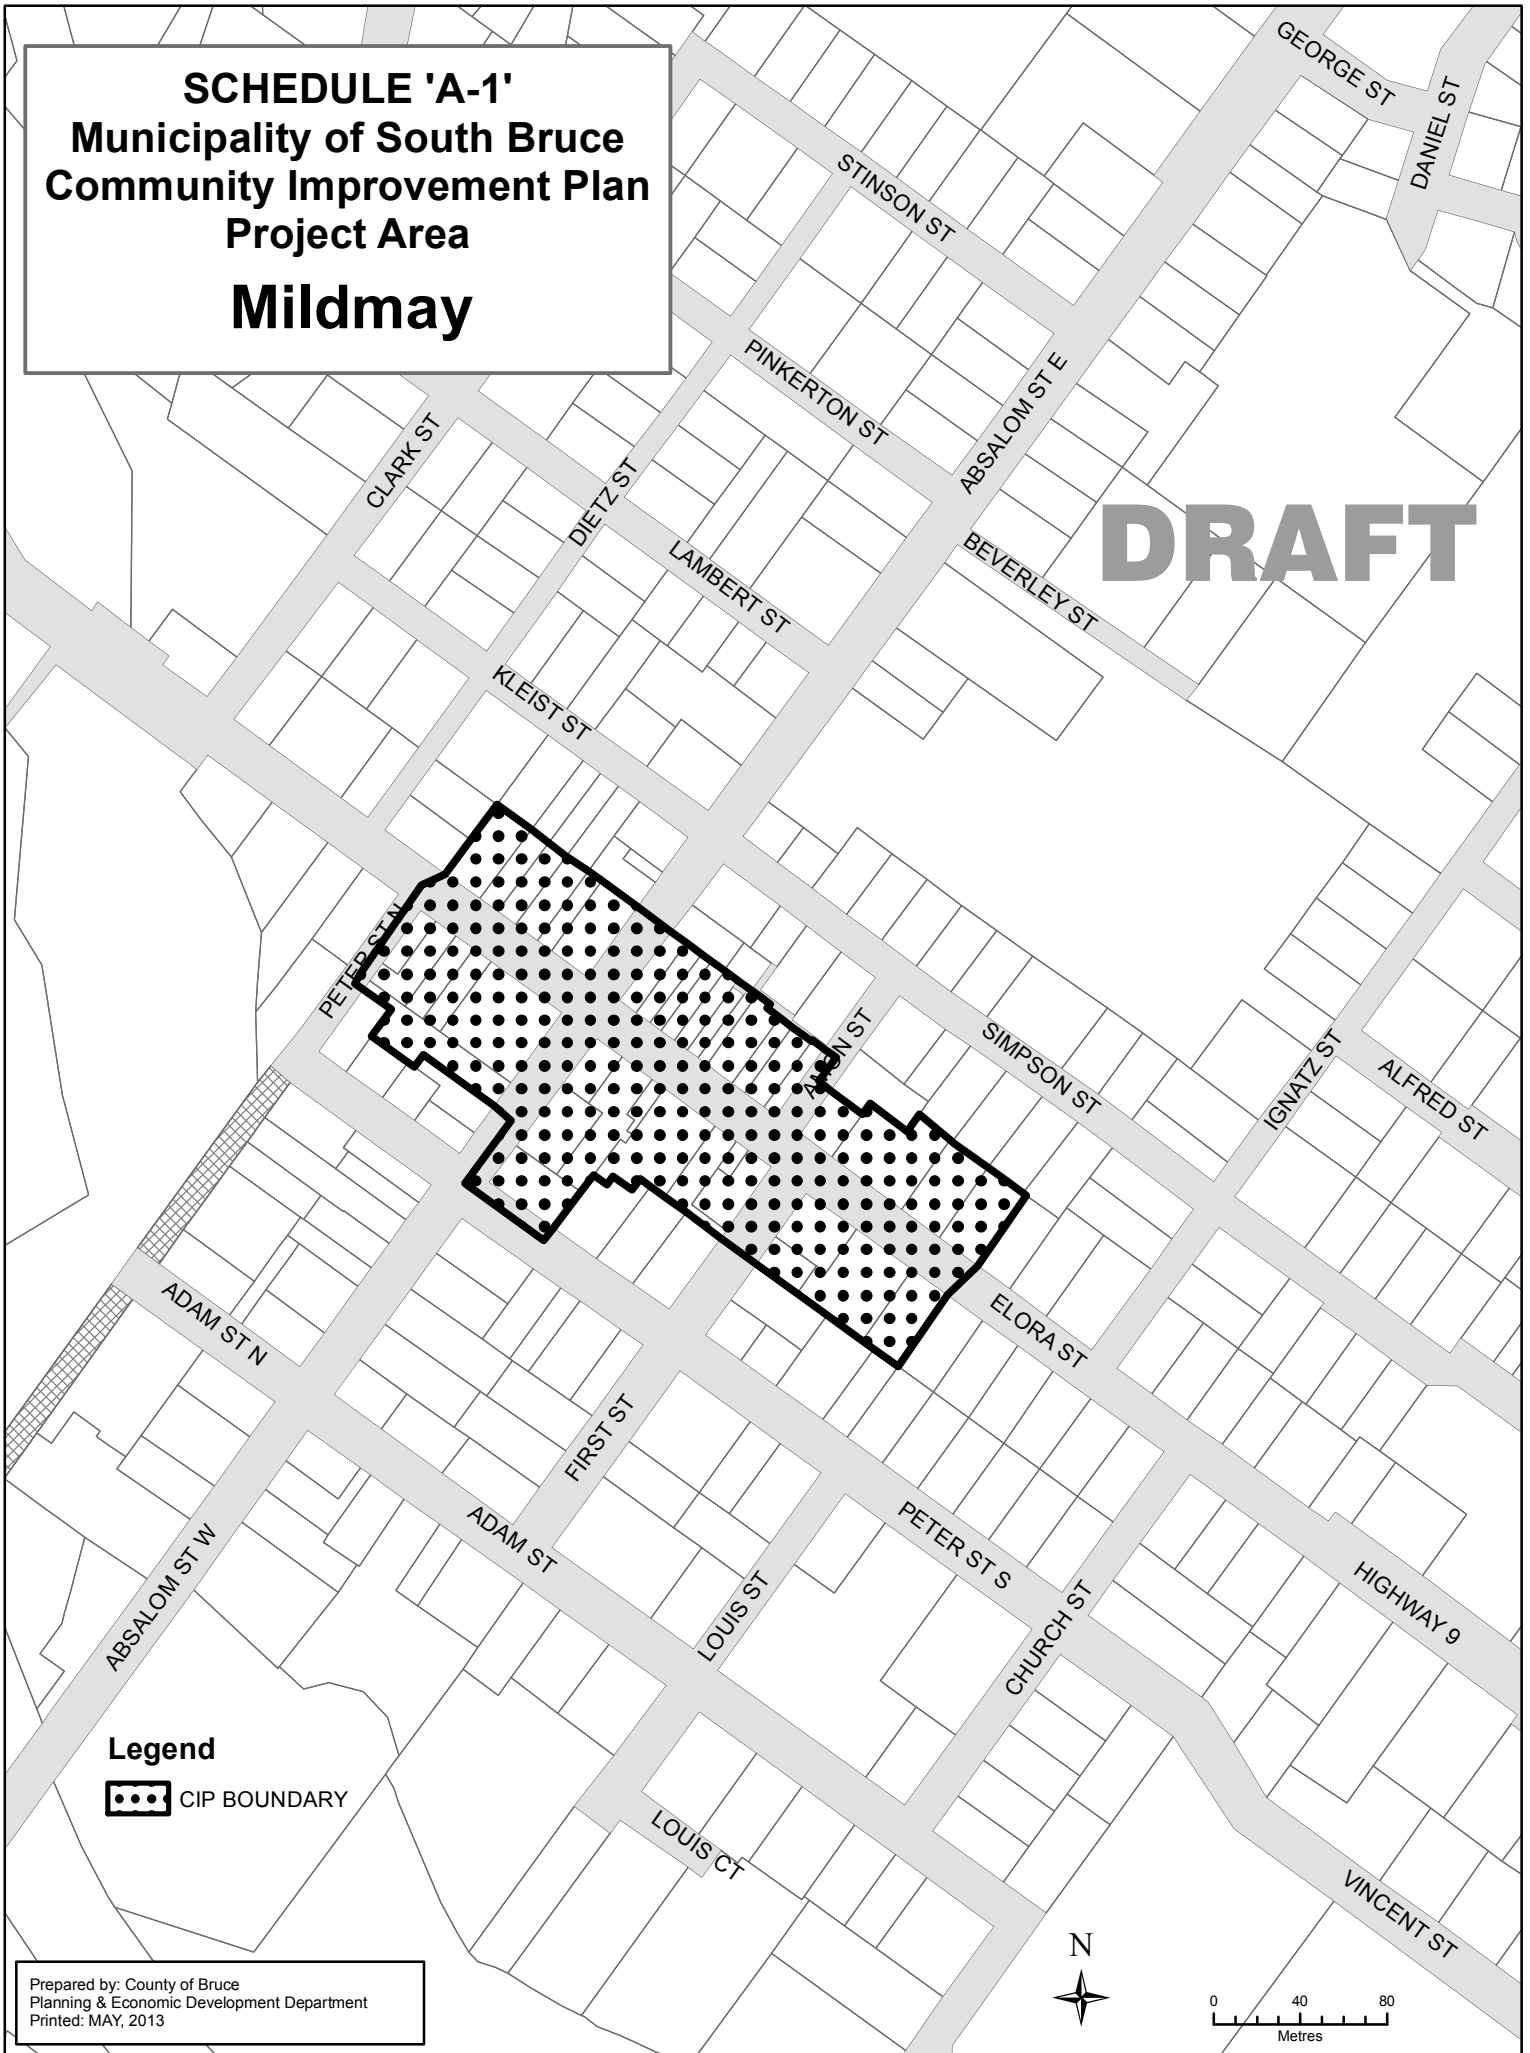 SCHEDULE 'A-1'
Municipality of South Bruce
Community Improvement Plan
Project Area
Mildmay
GEORGE ST
DANIEL ST
STINSON ST
PINKERTON ST
ABSALOM ST E
CLARK ST
DIETZ ST
DRAFT
LAMBERT ST
BEVERLEY ST
KLEIST ST
PETER ST N
AMON ST
SIMPSON ST
IGNATZ ST
ALFRED ST
ADAM ST N
ELORA ST
FIRST ST
ADAM ST
PETER ST S
HIGHWAY 9
ABSALOM ST W
LOUIS ST
CHURCH ST
Legend
CIP BOUNDARY
LOUIS CT
VINCENT ST
Prepared by: County of Bruce
Planning & Economic Development Department
Printed: MAY, 2013
N
0 40 80
Metres